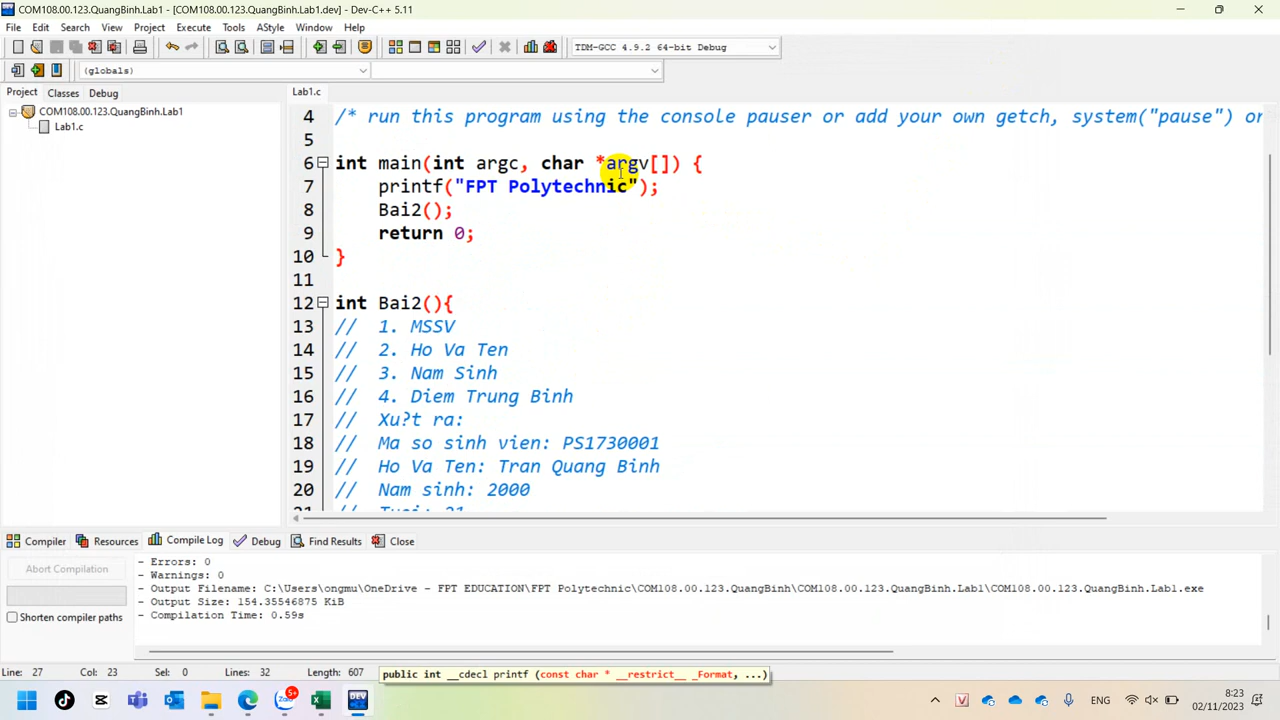 COM108.00.123.QuangBinh.Lab1 - [COM108.00.123.QuangBinh.Lab1.dev] - Dev-C++ 5.11
File Edit Search View Project Execute Tools AStyle Window Help
TDM-GCC 4.9.2 64-bit Debug
(globals)
Project Classes Debug
Lab1.c
COM108.00.123.QuangBinh.Lab1
Lab1.c
4 /* run this program using the console pauser or add your own getch, system("pause") or
5
6 int main(int argc, char *argv[]) {
7 printf("FPT Polytechnic");
8 Bai2();
9 return 0;
10 }
11
12 int Bai2(){
13 // 1. MSSV
14 // 2. Ho Va Ten
15 // 3. Nam Sinh
16 // 4. Diem Trung Binh
17 // Xu?t ra:
18 // Ma so sinh vien: PS1730001
19 // Ho Va Ten: Tran Quang Binh
20 // Nam sinh: 2000
Compiler Resources Compile Log Debug Find Results Close
Abort Compilation
Shorten compiler paths
- Errors: 0
- Warnings: 0
- Output Filename: C:\Users\ongmu\OneDrive - FPT EDUCATION\FPT Polytechnic\COM108.00.123.QuangBinh\COM108.00.123.QuangBinh.Lab1\COM108.00.123.QuangBinh.Lab1.exe
- Output Size: 154.35546875 KiB
- Compilation Time: 0.59s
Line: 27 Col: 23 Sel: 0 Lines: 32 Length: 607
public int __cdecl printf (const char * __restrict__ _Format, ...)
5+
DEV
ENG
8:23
02/11/2023